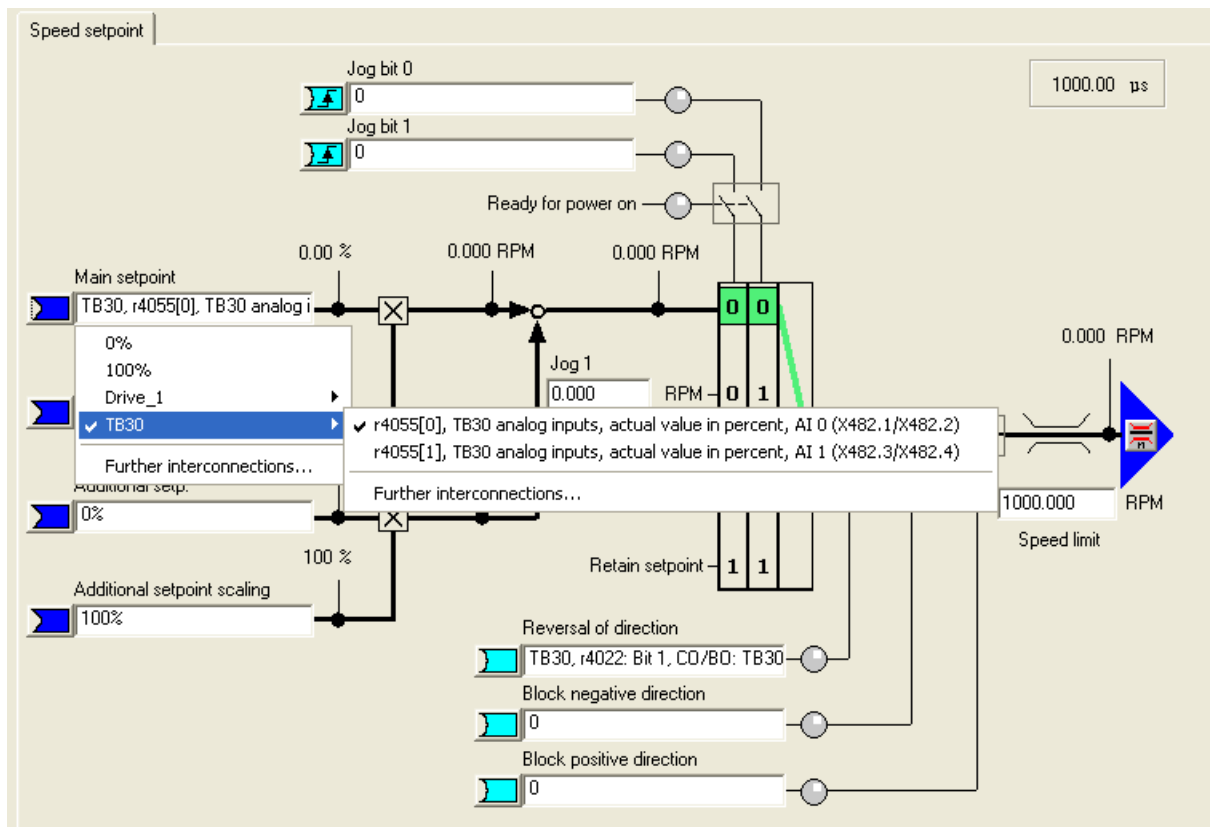 Speed setpoint
Jog bit 0
0
1000.00 µs
Jog bit 1
0
Ready for power on
0.00 %
0.000 RPM
0.000 RPM
Main setpoint
TB30, r4055[0], TB30 analog i
0 0
0%
100%
Drive_1
TB30
Further interconnections...
Jog 1
0.000 RPM
0 1
0.000 RPM
r4055[0], TB30 analog inputs, actual value in percent, AI 0 (X482.1/X482.2)
r4055[1], TB30 analog inputs, actual value in percent, AI 1 (X482.3/X482.4)
Further interconnections...
Additional setp.
0%
1000.000 RPM
Speed limit
100 %
Retain setpoint
1 1
Additional setpoint scaling
100%
Reversal of direction
TB30, r4022: Bit 1, CO/BO: TB30
Block negative direction
0
Block positive direction
0